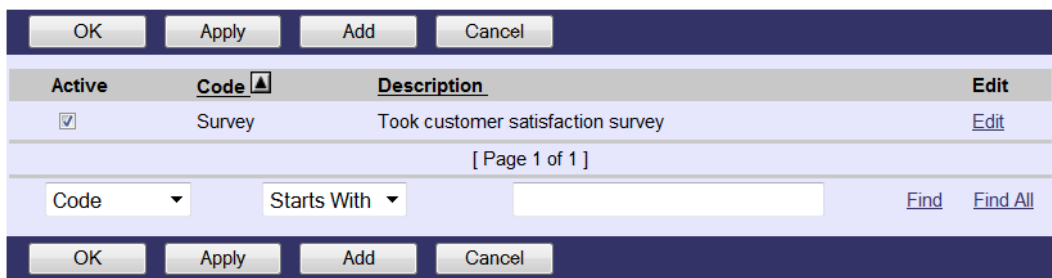 OK Apply Add Cancel
Active Code Description Edit
Survey Took customer satisfaction survey Edit
[ Page 1 of 1 ]
Code Starts With Find Find All
OK Apply Add Cancel